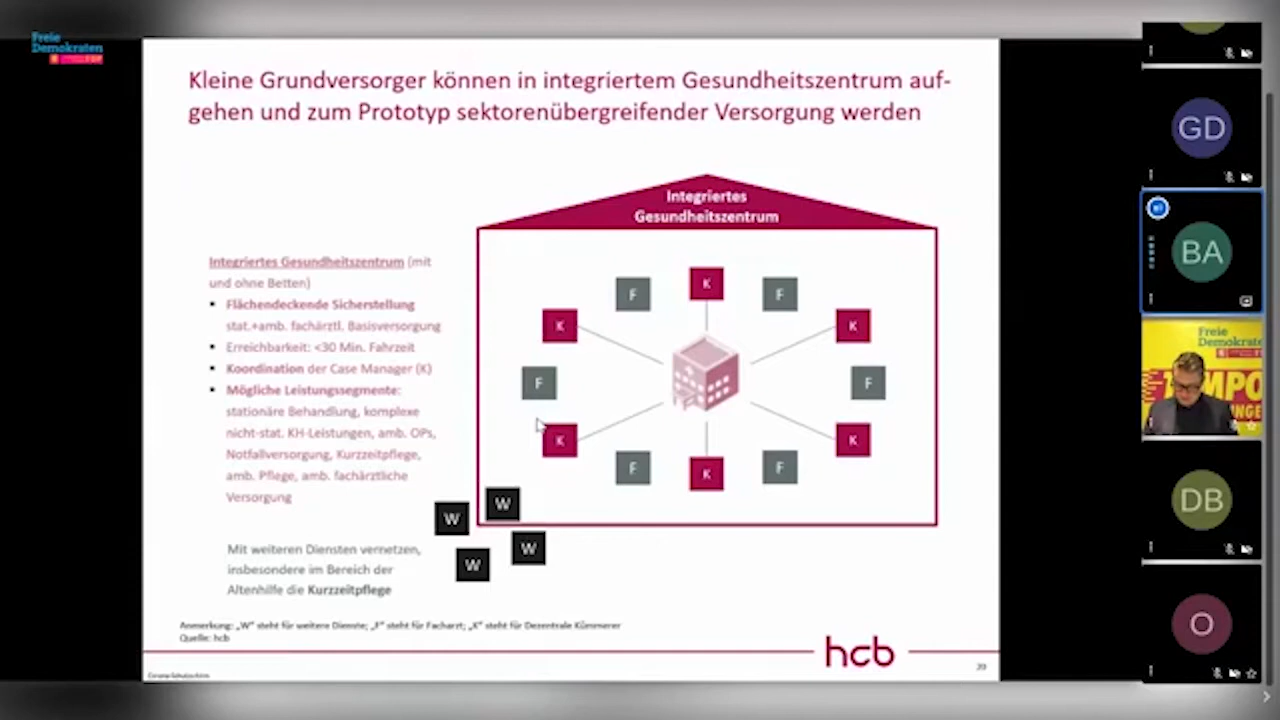 Freie
Demokraten
Kleine Grundversorger können in integriertem Gesundheitszentrum auf-
gehen und zum Prototyp sektorenübergreifender Versorgung werden
Integriertes
Gesundheitszentrum
Integriertes Gesundheitszentrum (mit
und ohne Betten)
▪ Flächendeckende Sicherstellung
stat.+amb. fachärztl. Basisversorgung
▪ Erreichbarkeit: <30 Min. Fahrzeit
▪ Koordination der Case Manager (K)
▪ Mögliche Leistungssegmente:
stationäre Behandlung, komplexe
nicht-stat. KH-Leistungen, amb. OPs,
Notfallversorgung, Kurzzeitpflege,
amb. Pflege, amb. fachärztliche
Versorgung
Mit weiteren Diensten vernetzen,
insbesondere im Bereich der
Altenhilfe die Kurzzeitpflege
K
F
F
K
K
F
F
K
K
F
F
K
W
W
W
W
Anmerkung: „W" steht für weitere Dienste; „F" steht für Facharzt; „K" steht für Dezentrale Kümmerer
Quelle: hcb
hcb
20
GD
BA
Freie
Demokrate
DB
O